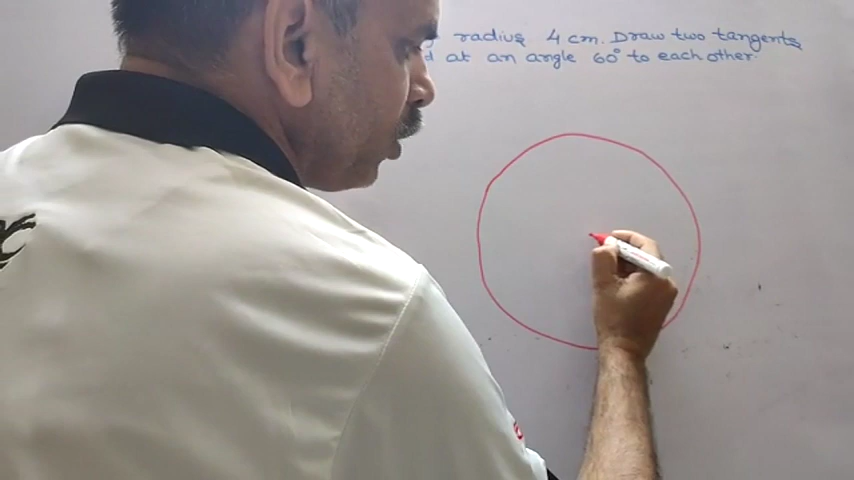 radius 4 cm. Draw two tangents
at an angle 60° to each other.